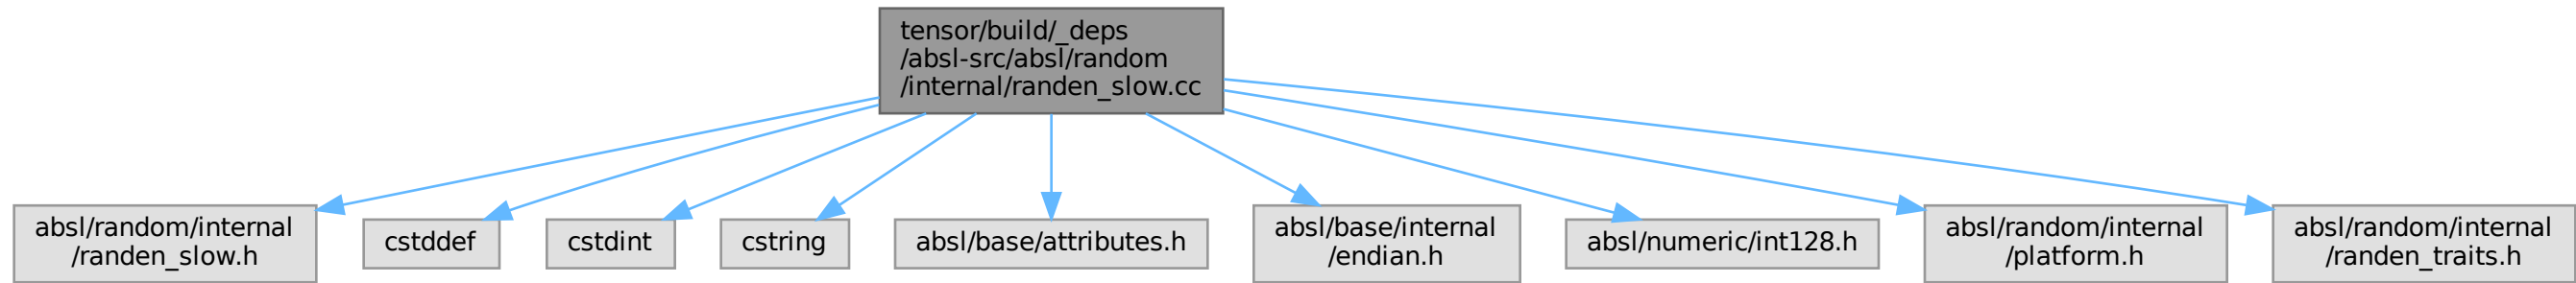 tensor/build/_deps
/absl-src/absl/random
/internal/randen_slow.cc
absl/random/internal
/randen_slow.h
cstddef
cstdint
cstring
absl/base/attributes.h
absl/base/internal
/endian.h
absl/numeric/int128.h
absl/random/internal
/platform.h
absl/random/internal
/randen_traits.h